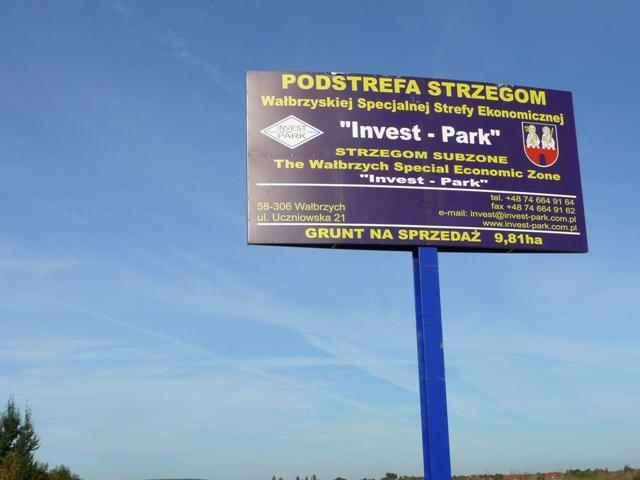 PODSTREFA STRZEGOM
Wałbrzyskiej Specjalnej Strefy Ekonomicznej
INVEST
PARK
"Invest - Park"
STRZEGOM SUBZONE
The Wałbrzych Special Economic Zone
"Invest - Park"
58-306 Wałbrzych
ul. Uczniowska 21
tel. +48 74 664 91 64
fax +48 74 664 91 62
e-mail: invest@invest-park.com.pl
www.invest-park.com.pl
GRUNT NA SPRZEDAŻ 9,81ha